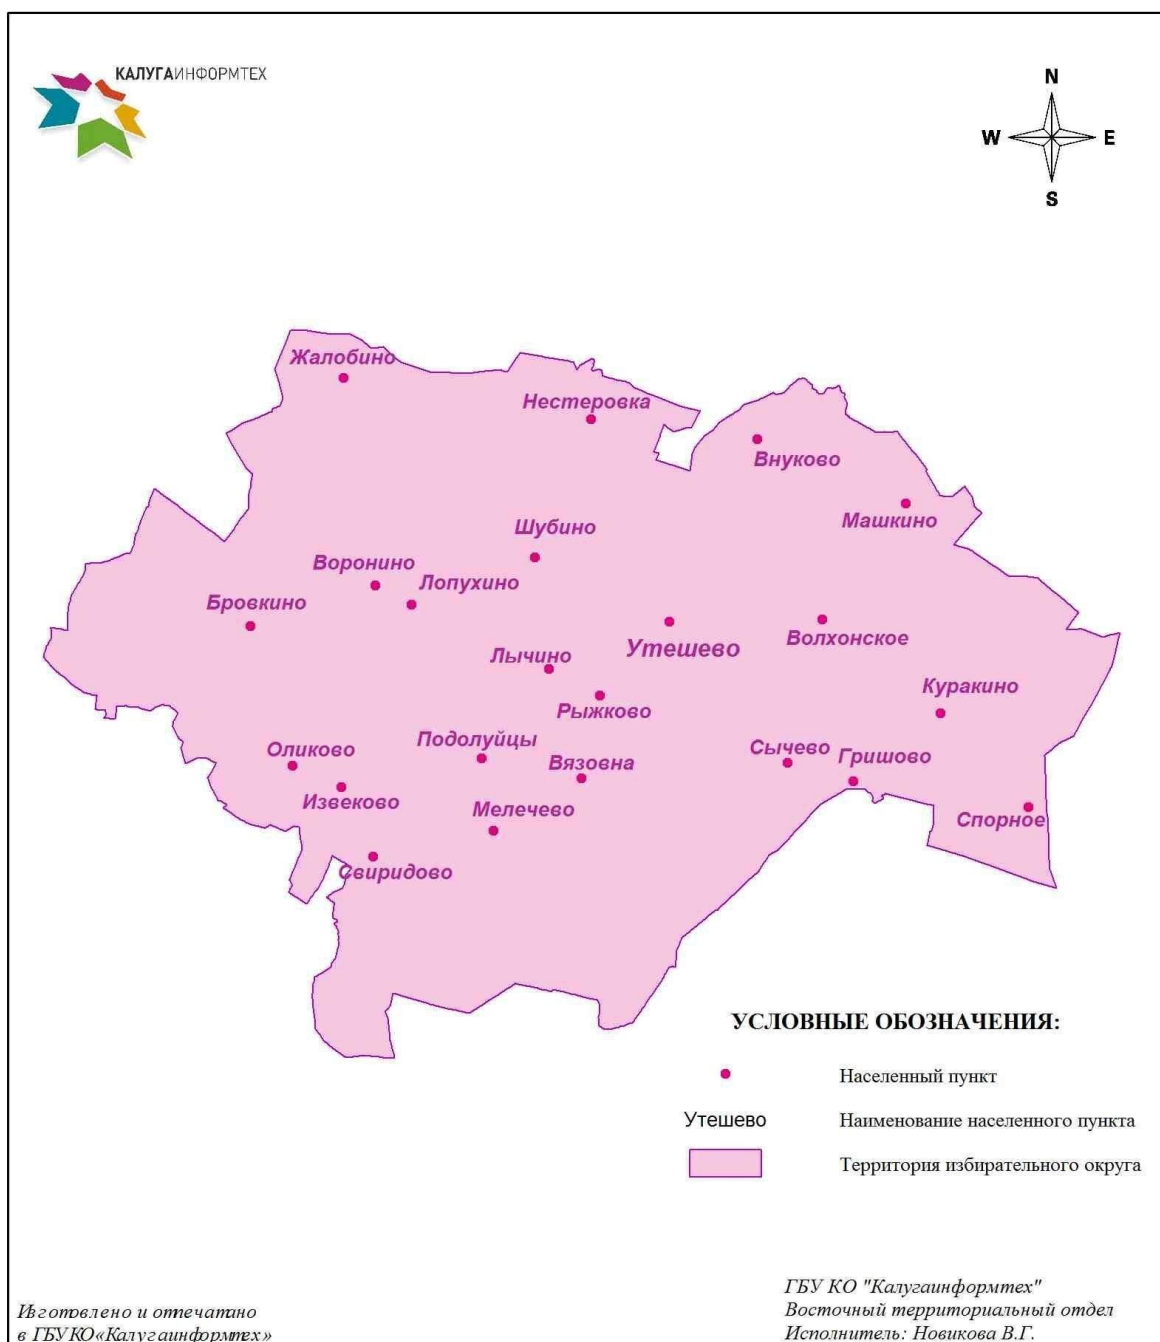 КАЛУГАИНФОРМТЕХ
N
W E
S
Жалобино
Нестеровка
Внуково
Машкино
Шубино
Воронино
Лопухино
Бровкино
Утешево
Волхонское
Лычино
Куракино
Рыжково
Подолуйцы
Оликово
Вязовна
Сычево
Гришово
Извеково
Мелечево
Спорное
Свиридово
УСЛОВНЫЕ ОБОЗНАЧЕНИЯ:
Населенный пункт
Утешево Наименование населенного пункта
Территория избирательного округа
Изготовлено и отпечатано
в ГБУ КО «Калугаинформтех»
ГБУ КО "Калугаинформтех"
Восточный территориальный отдел
Исполнитель: Новикова В.Г.